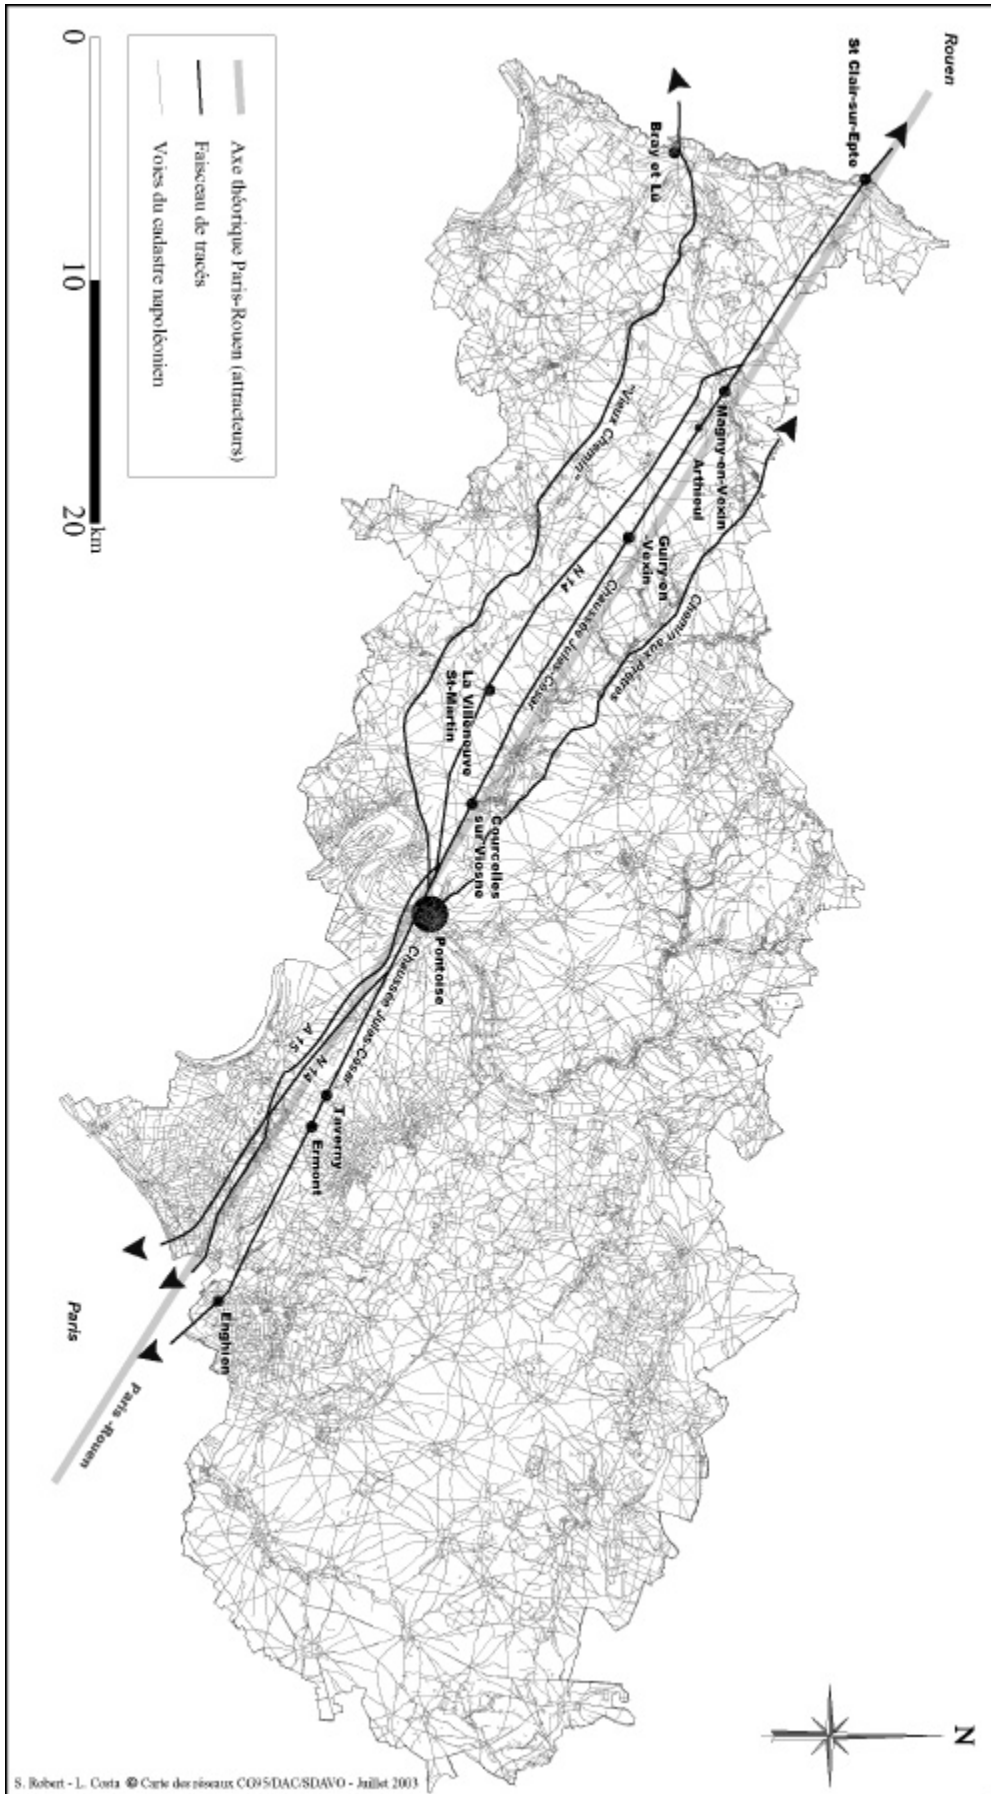 Rouen
St Clair-sur-Epte
Bray et Lû
Magny-en-Vexin
Arthieul
Guiry-en
-Vexin
"Vieux Chemin"
N 14
Chaussée Jules-César
Chemin aux Prêtres
La Villeneuve
St-Martin
Courcelles
sur Viosne
Pontoise
Chaussée Jules-César
A 15
N 14
Taverny
Ermont
Enghien
Paris
Paris-Rouen
N
0
10
20
km
Axe théorique Paris-Rouen (attracteurs)
Faisceau de tracés
Voies du cadastre napoléonien
S. Robert - L. Costa © Carte des réseaux CG95/DAC/SDAVO - Juillet 2003